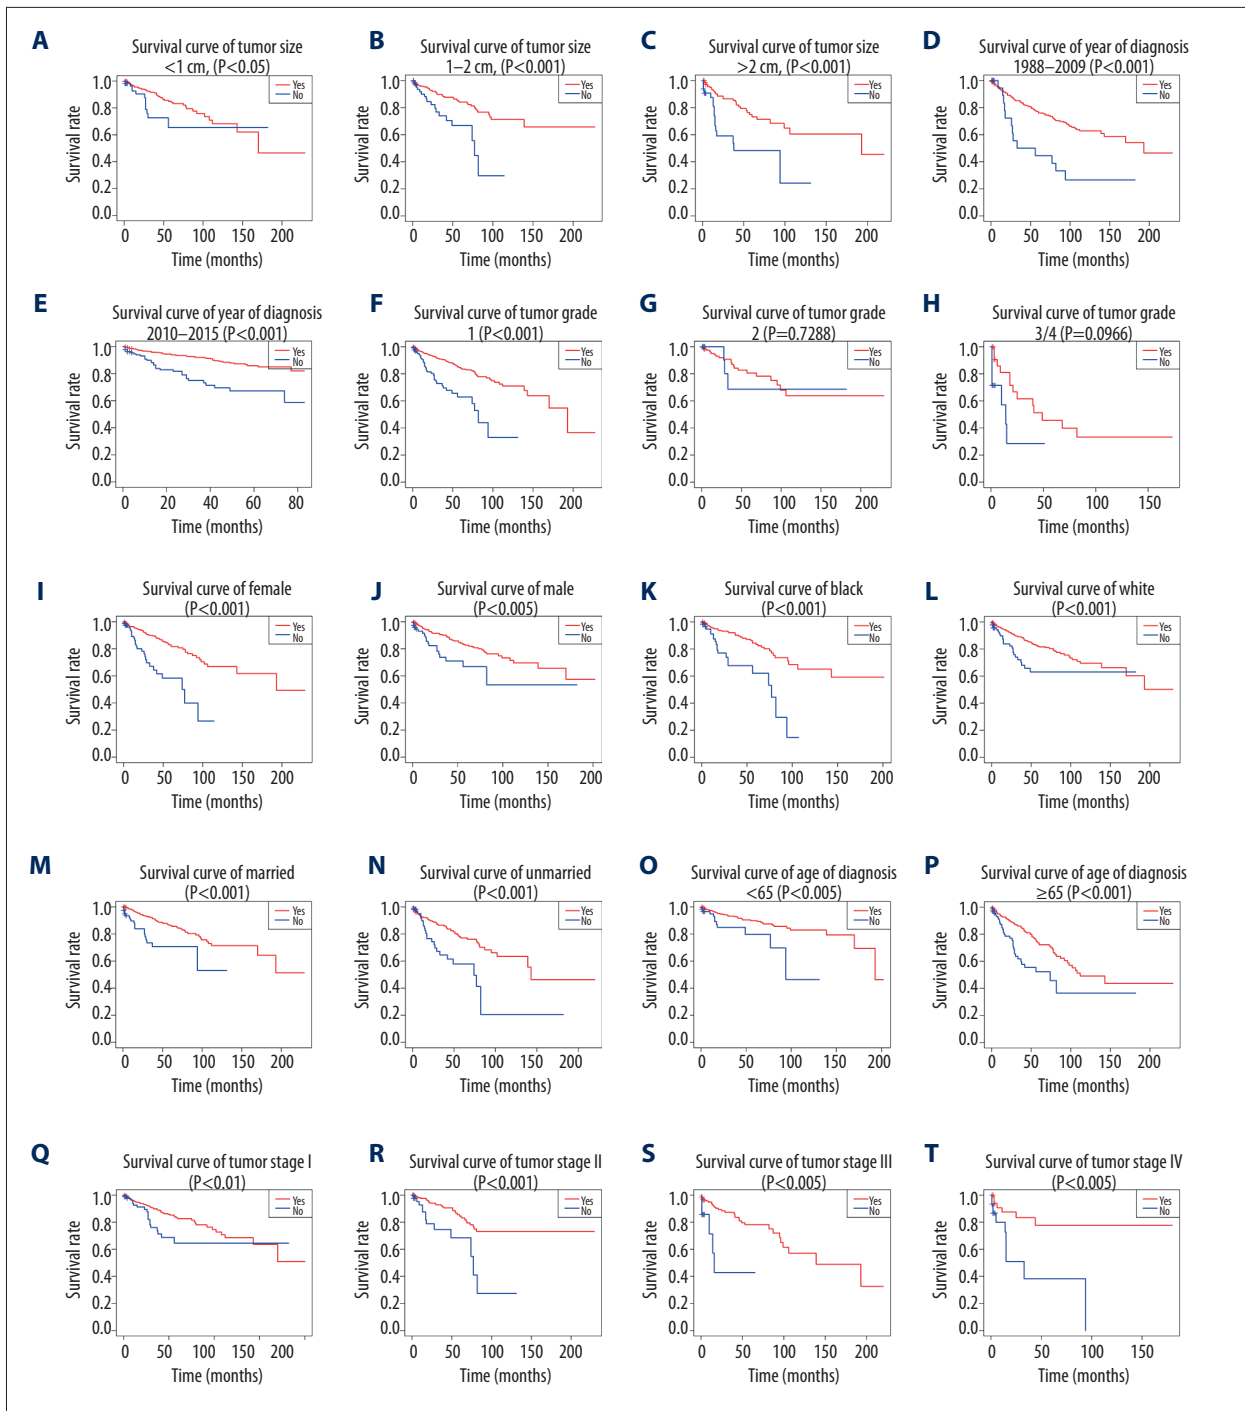 A
Survival curve of tumor size
<1 cm, (P<0.05)
Yes
No
1.0
0.8
0.6
0.4
0.2
0.0
Survival rate
0 50 100 150 200
Time (months)
B
Survival curve of tumor size
1–2 cm, (P<0.001)
Yes
No
1.0
0.8
0.6
0.4
0.2
0.0
Survival rate
0 50 100 150 200
Time (months)
C
Survival curve of tumor size
>2 cm, (P<0.001)
Yes
No
1.0
0.8
0.6
0.4
0.2
0.0
Survival rate
0 50 100 150 200
Time (months)
D
Survival curve of year of diagnosis
1988–2009 (P<0.001)
Yes
No
1.0
0.8
0.6
0.4
0.2
0.0
Survival rate
0 50 100 150 200
Time (months)
E
Survival curve of year of diagnosis
2010–2015 (P<0.001)
Yes
No
1.0
0.8
0.6
0.4
0.2
0.0
Survival rate
0 20 40 60 80
Time (months)
F
Survival curve of tumor grade
1 (P<0.001)
Yes
No
1.0
0.8
0.6
0.4
0.2
0.0
Survival rate
0 50 100 150 200
Time (months)
G
Survival curve of tumor grade
2 (P=0.7288)
Yes
No
1.0
0.8
0.6
0.4
0.2
0.0
Survival rate
0 50 100 150 200
Time (months)
H
Survival curve of tumor grade
3/4 (P=0.0966)
Yes
No
1.0
0.8
0.6
0.4
0.2
0.0
Survival rate
0 50 100 150
Time (months)
I
Survival curve of female
(P<0.001)
Yes
No
1.0
0.8
0.6
0.4
0.2
0.0
Survival rate
0 50 100 150 200
Time (months)
J
Survival curve of male
(P<0.005)
Yes
No
1.0
0.8
0.6
0.4
0.2
0.0
Survival rate
0 50 100 150 200
Time (months)
K
Survival curve of black
(P<0.001)
Yes
No
1.0
0.8
0.6
0.4
0.2
0.0
Survival rate
0 50 100 150 200
Time (months)
L
Survival curve of white
(P<0.001)
Yes
No
1.0
0.8
0.6
0.4
0.2
0.0
Survival rate
0 50 100 150 200
Time (months)
M
Survival curve of married
(P<0.001)
Yes
No
1.0
0.8
0.6
0.4
0.2
0.0
Survival rate
0 50 100 150 200
Time (months)
N
Survival curve of unmarried
(P<0.001)
Yes
No
1.0
0.8
0.6
0.4
0.2
0.0
Survival rate
0 50 100 150 200
Time (months)
O
Survival curve of age of diagnosis
<65 (P<0.005)
Yes
No
1.0
0.8
0.6
0.4
0.2
0.0
Survival rate
0 50 100 150 200
Time (months)
P
Survival curve of age of diagnosis
≥65 (P<0.001)
Yes
No
1.0
0.8
0.6
0.4
0.2
0.0
Survival rate
0 50 100 150 200
Time (months)
Q
Survival curve of tumor stage I
(P<0.01)
Yes
No
1.0
0.8
0.6
0.4
0.2
0.0
Survival rate
0 50 100 150 200
Time (months)
R
Survival curve of tumor stage II
(P<0.001)
Yes
No
1.0
0.8
0.6
0.4
0.2
0.0
Survival rate
0 50 100 150 200
Time (months)
S
Survival curve of tumor stage III
(P<0.005)
Yes
No
1.0
0.8
0.6
0.4
0.2
0.0
Survival rate
0 50 100 150 200
Time (months)
T
Survival curve of tumor stage IV
(P<0.005)
Yes
No
1.0
0.8
0.6
0.4
0.2
0.0
Survival rate
0 50 100 150
Time (months)